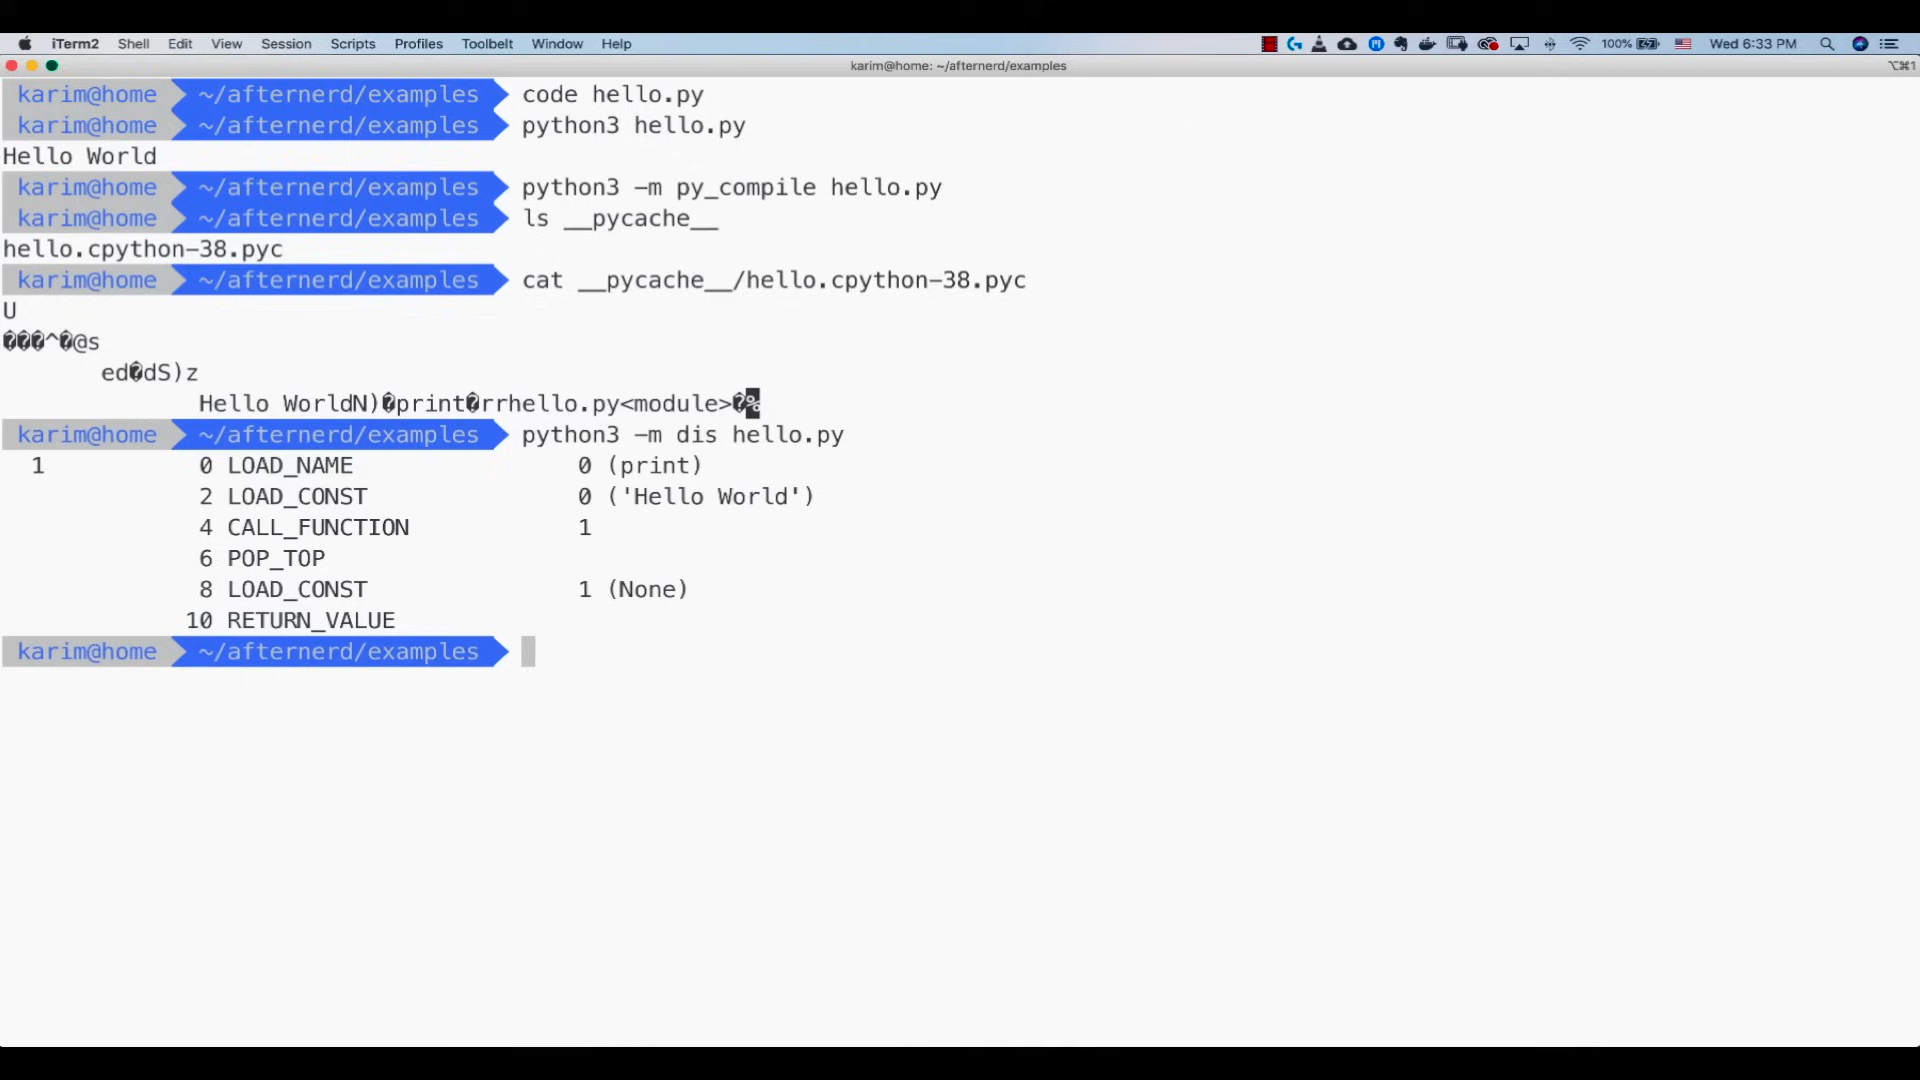 iTerm2 Shell Edit View Session Scripts Profiles Toolbelt Window Help 100% Wed 6:33 PM
karim@home: ~/afternerd/examples ⌥⌘1
karim@home ~/afternerd/examples code hello.py
karim@home ~/afternerd/examples python3 hello.py
Hello World
karim@home ~/afternerd/examples python3 -m py_compile hello.py
karim@home ~/afternerd/examples ls __pycache__
hello.cpython-38.pyc
karim@home ~/afternerd/examples cat __pycache__/hello.cpython-38.pyc
U
���^�@s
ed�dS)z
Hello WorldN)�print�rrhello.py<module>�%
karim@home ~/afternerd/examples python3 -m dis hello.py
1 0 LOAD_NAME 0 (print)
2 LOAD_CONST 0 ('Hello World')
4 CALL_FUNCTION 1
6 POP_TOP
8 LOAD_CONST 1 (None)
10 RETURN_VALUE
karim@home ~/afternerd/examples